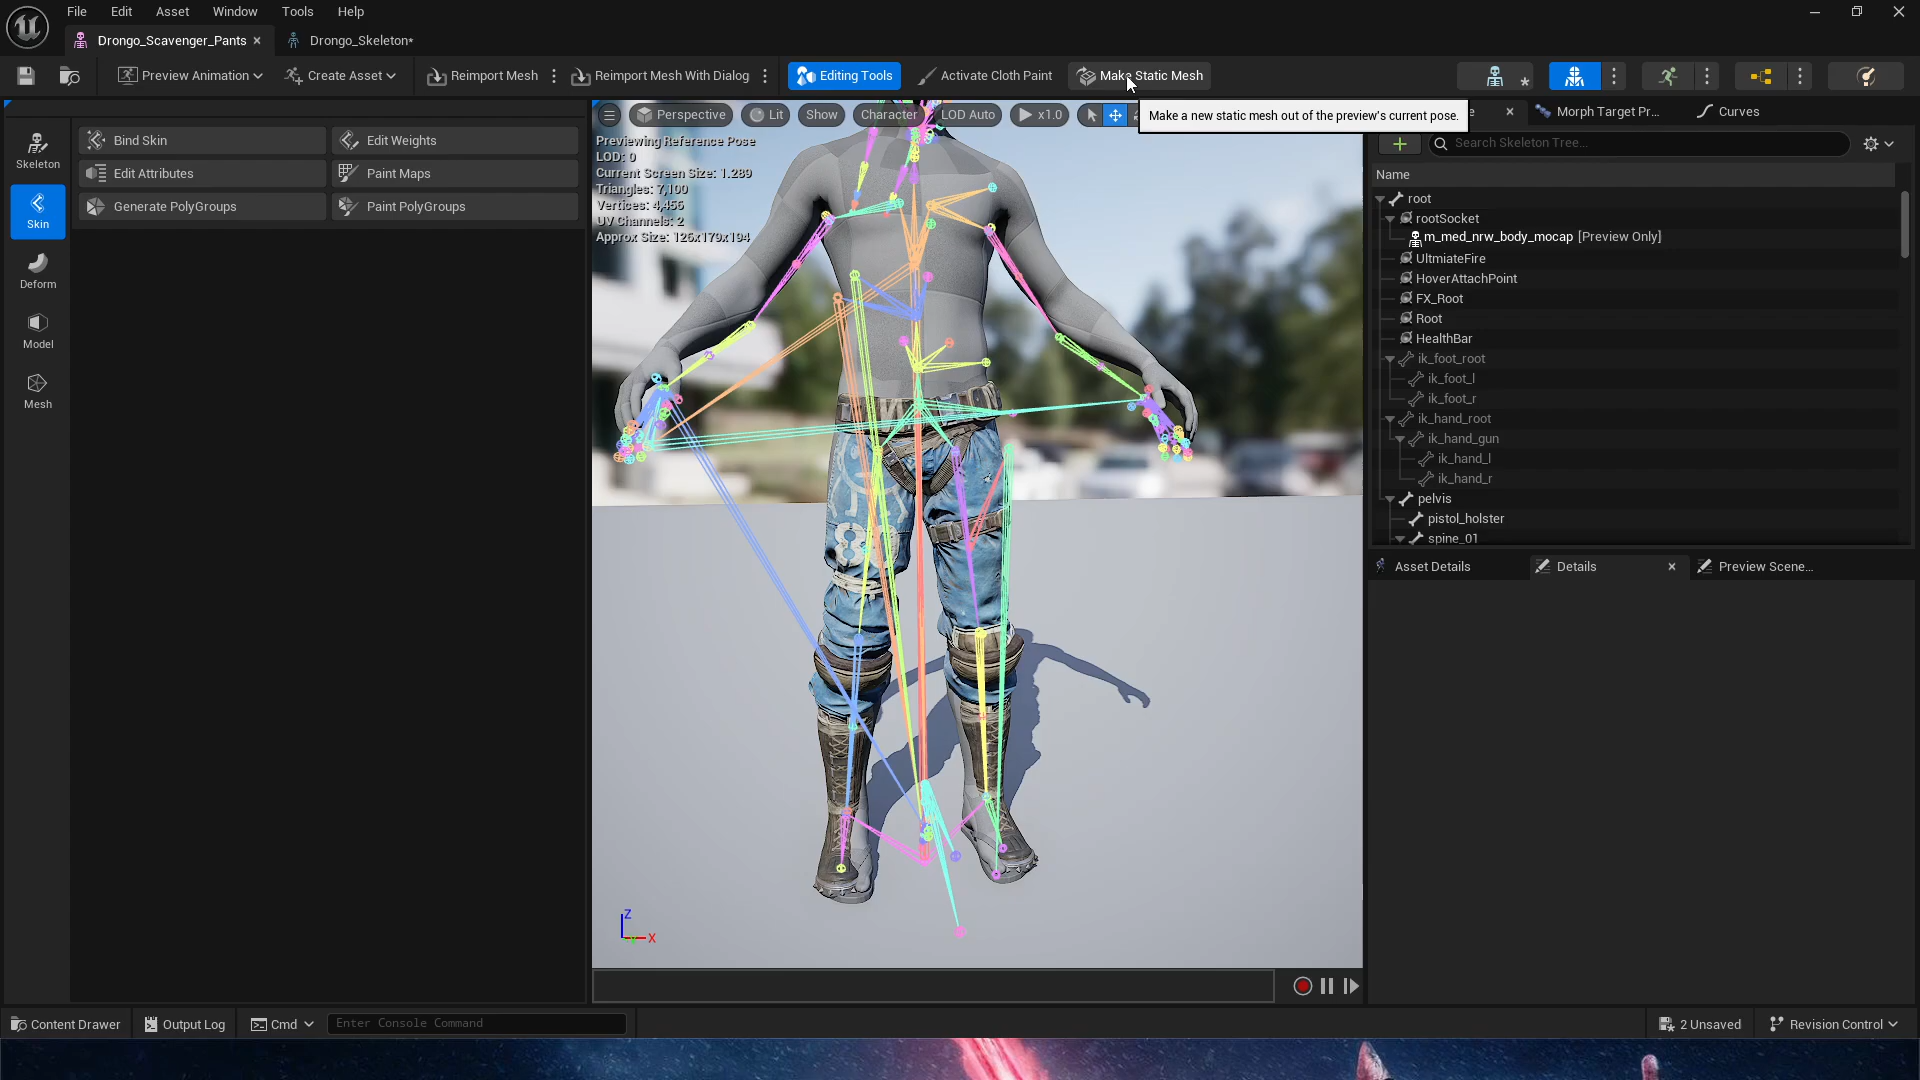 File Edit Asset Window Tools Help
Drongo_Scavenger_Pants
Drongo_Skeleton*
Preview Animation
Create Asset
Reimport Mesh
Reimport Mesh With Dialog
Editing Tools
Activate Cloth Paint
Make Static Mesh
Make a new static mesh out of the preview's current pose.
Skeleton
Skin
Deform
Model
Mesh
Bind Skin
Edit Weights
Edit Attributes
Paint Maps
Generate PolyGroups
Paint PolyGroups
Perspective
Lit
Show
Character
LOD Auto
x1.0
Previewing Reference Pose
LOD: 0
Current Screen Size: 1.289
Triangles: 7,100
Vertices: 4,456
UV Channels: 2
Approx Size: 126x179x194
8
Z
X
Morph Target Pr...
Curves
Search Skeleton Tree...
Name
root
rootSocket
m_med_nrw_body_mocap [Preview Only]
UltmiateFire
HoverAttachPoint
FX_Root
Root
HealthBar
ik_foot_root
ik_foot_l
ik_foot_r
ik_hand_root
ik_hand_gun
ik_hand_l
ik_hand_r
pelvis
pistol_holster
spine_01
Asset Details
Details
Preview Scene...
Content Drawer
Output Log
Cmd
Enter Console Command
2 Unsaved
Revision Control